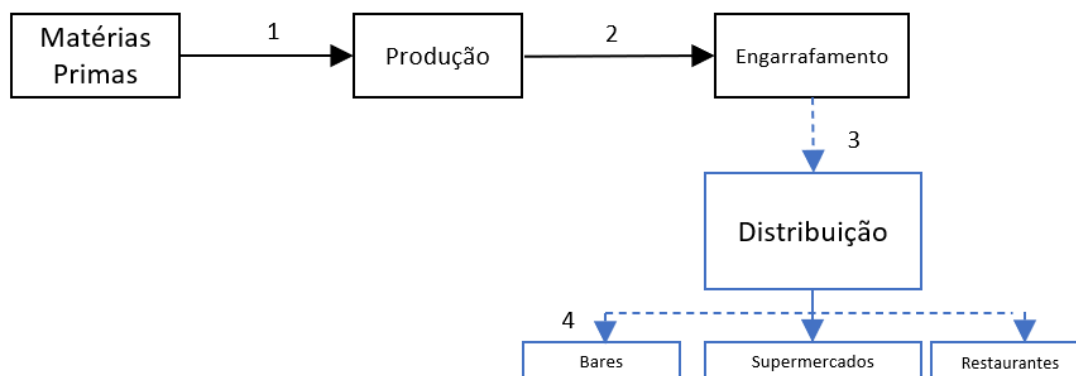 Matérias
Primas
1
Produção
2
Engarrafamento
3
Distribuição
4
Bares
Supermercados
Restaurantes